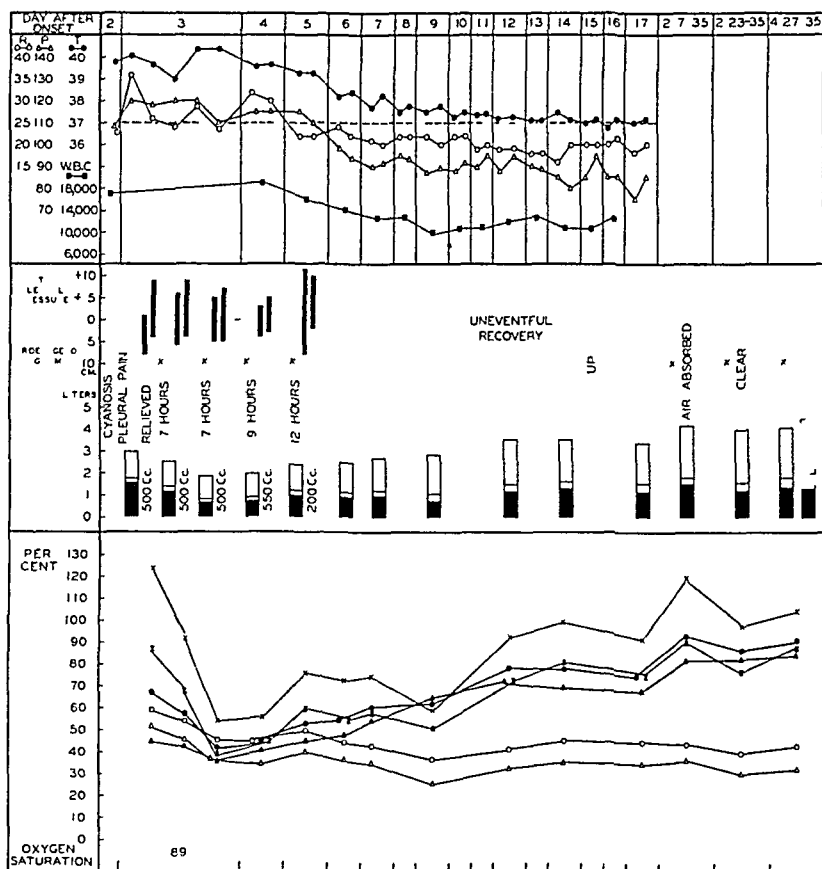 DAY AFTER ONSET 2 3 4 5 6 7 8 9 10 11 12 13 14 15 16 17 2 7 35 2 23-35 4 27 35
R P T
40 140 40
35 130 39
30 120 38
25 110 37
20 100 36
15 90 W.B.C
80 18,000
70 14,000
10,000
6,000
+10
+ 5
0
5
10
CM.
UNEVENTFUL RECOVERY
UP
AIR ABSORBED
CLEAR
CYANOSIS
PLEURAL PAIN
RELIEVED
7 HOURS
7 HOURS
9 HOURS
12 HOURS
5
4
3
2
1
0
500 Cc.
500 Cc.
500 Cc.
550 Cc.
200 Cc.
PER CENT
130
120
110
100
90
80
70
60
50
40
30
20
10
0
OXYGEN SATURATION 89